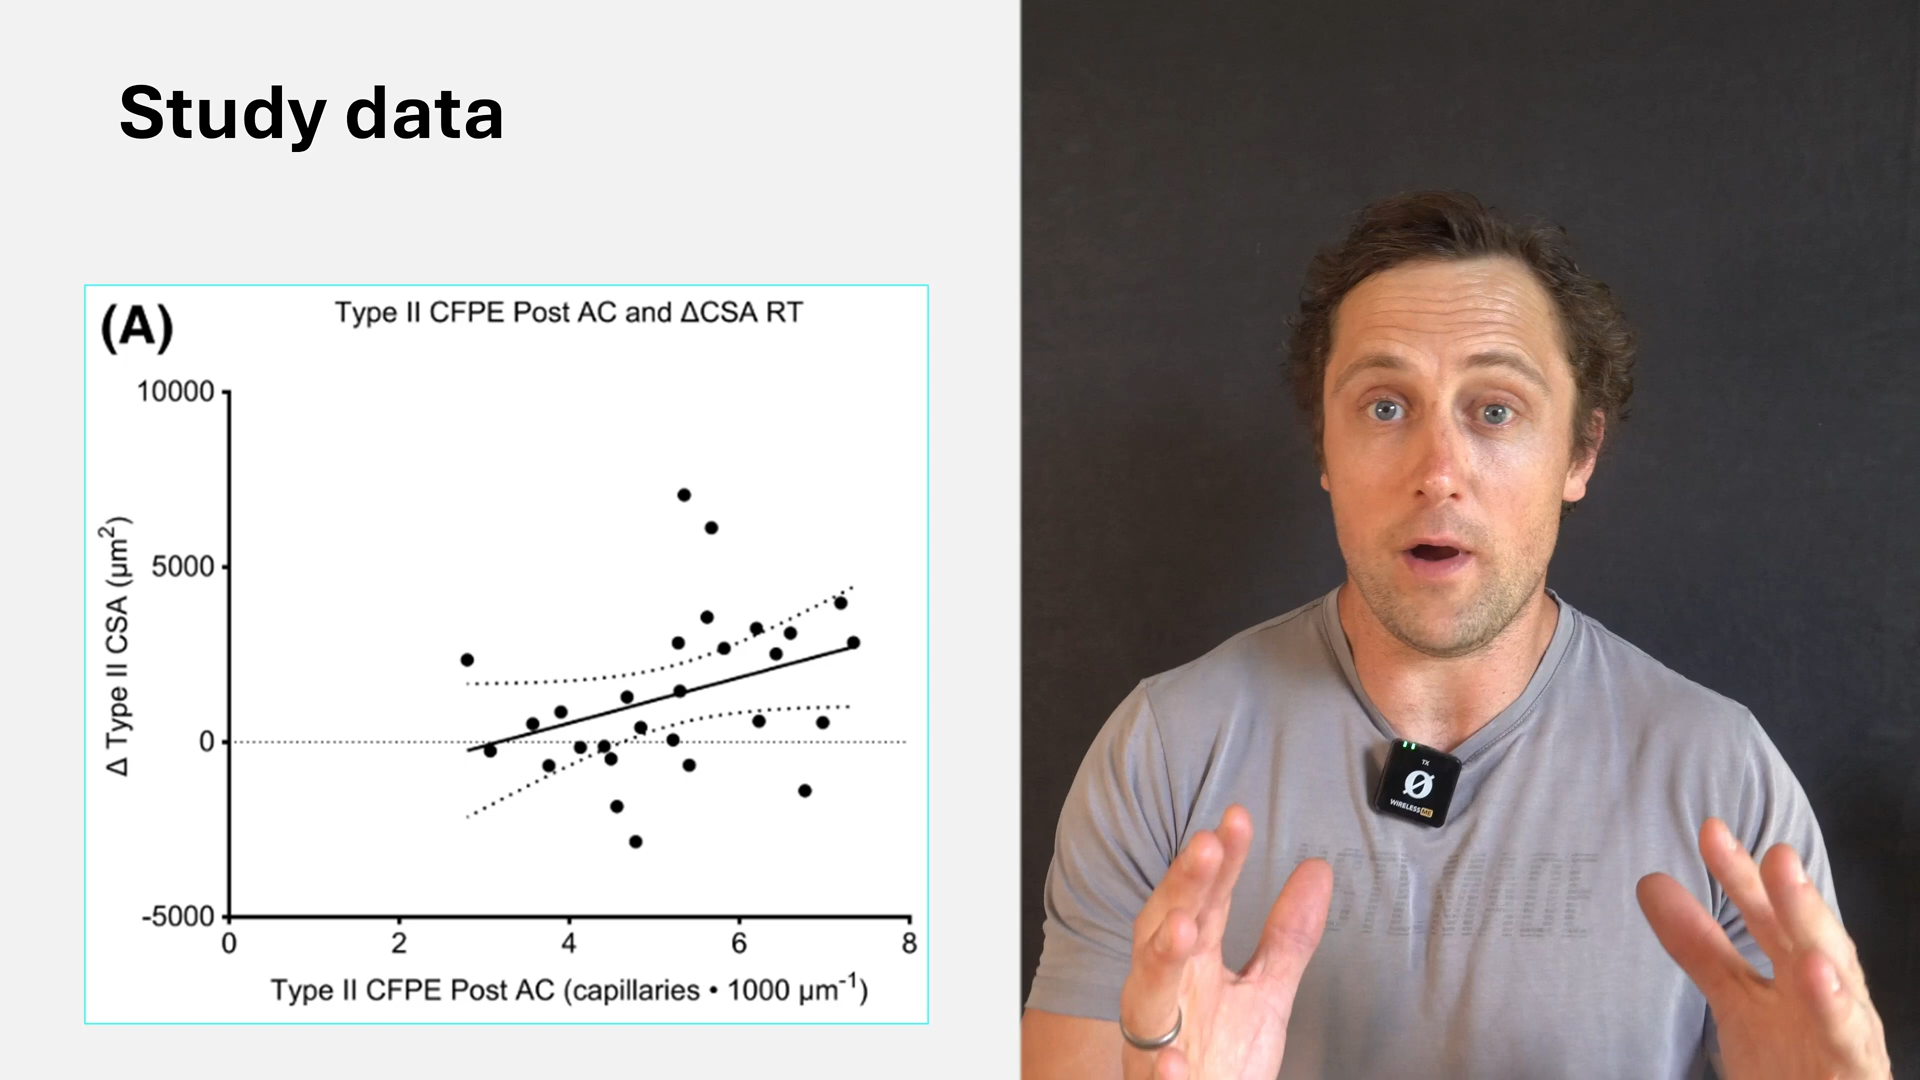 Study data
(A)
Type II CFPE Post AC and ΔCSA RT
10000
5000
0
-5000
Δ Type II CSA (µm²)
0 2 4 6 8
Type II CFPE Post AC (capillaries • 1000 µm⁻¹)
TX
WIRELESS ME